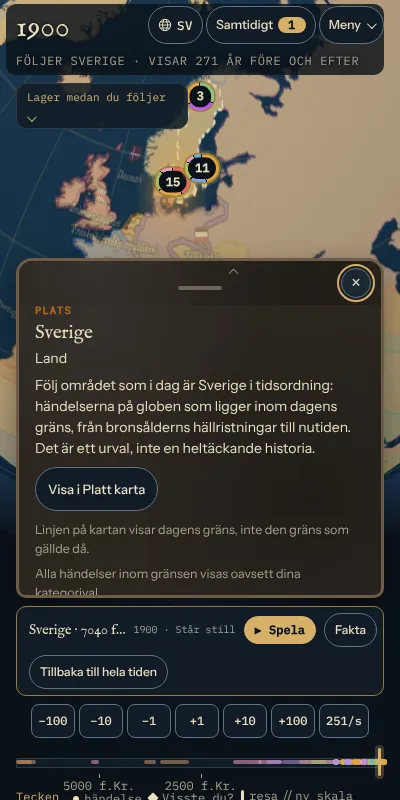 1900
SV
Samtidigt 1
Meny
FÖLJER SVERIGE · VISAR 271 ÅR FÖRE OCH EFTER
Lager medan du följer
3
11
15
PLATS
Sverige
Land
Följ området som i dag är Sverige i tidsordning:
händelserna på globen som ligger inom dagens
gräns, från bronsålderns hällristningar till nutiden.
Det är ett urval, inte en heltäckande historia.
Visa i Platt karta
Linjen på kartan visar dagens gräns, inte den gräns som
gällde då.
Alla händelser inom gränsen visas oavsett dina
kategorival.
Sverige · 7040 f... 1900 · Står still ▶ Spela Fakta
Tillbaka till hela tiden
−100 −10 −1 +1 +10 +100 251/s
5000 f.Kr. 2500 f.Kr.
Tecken händelse Visste du? resa // ny skala